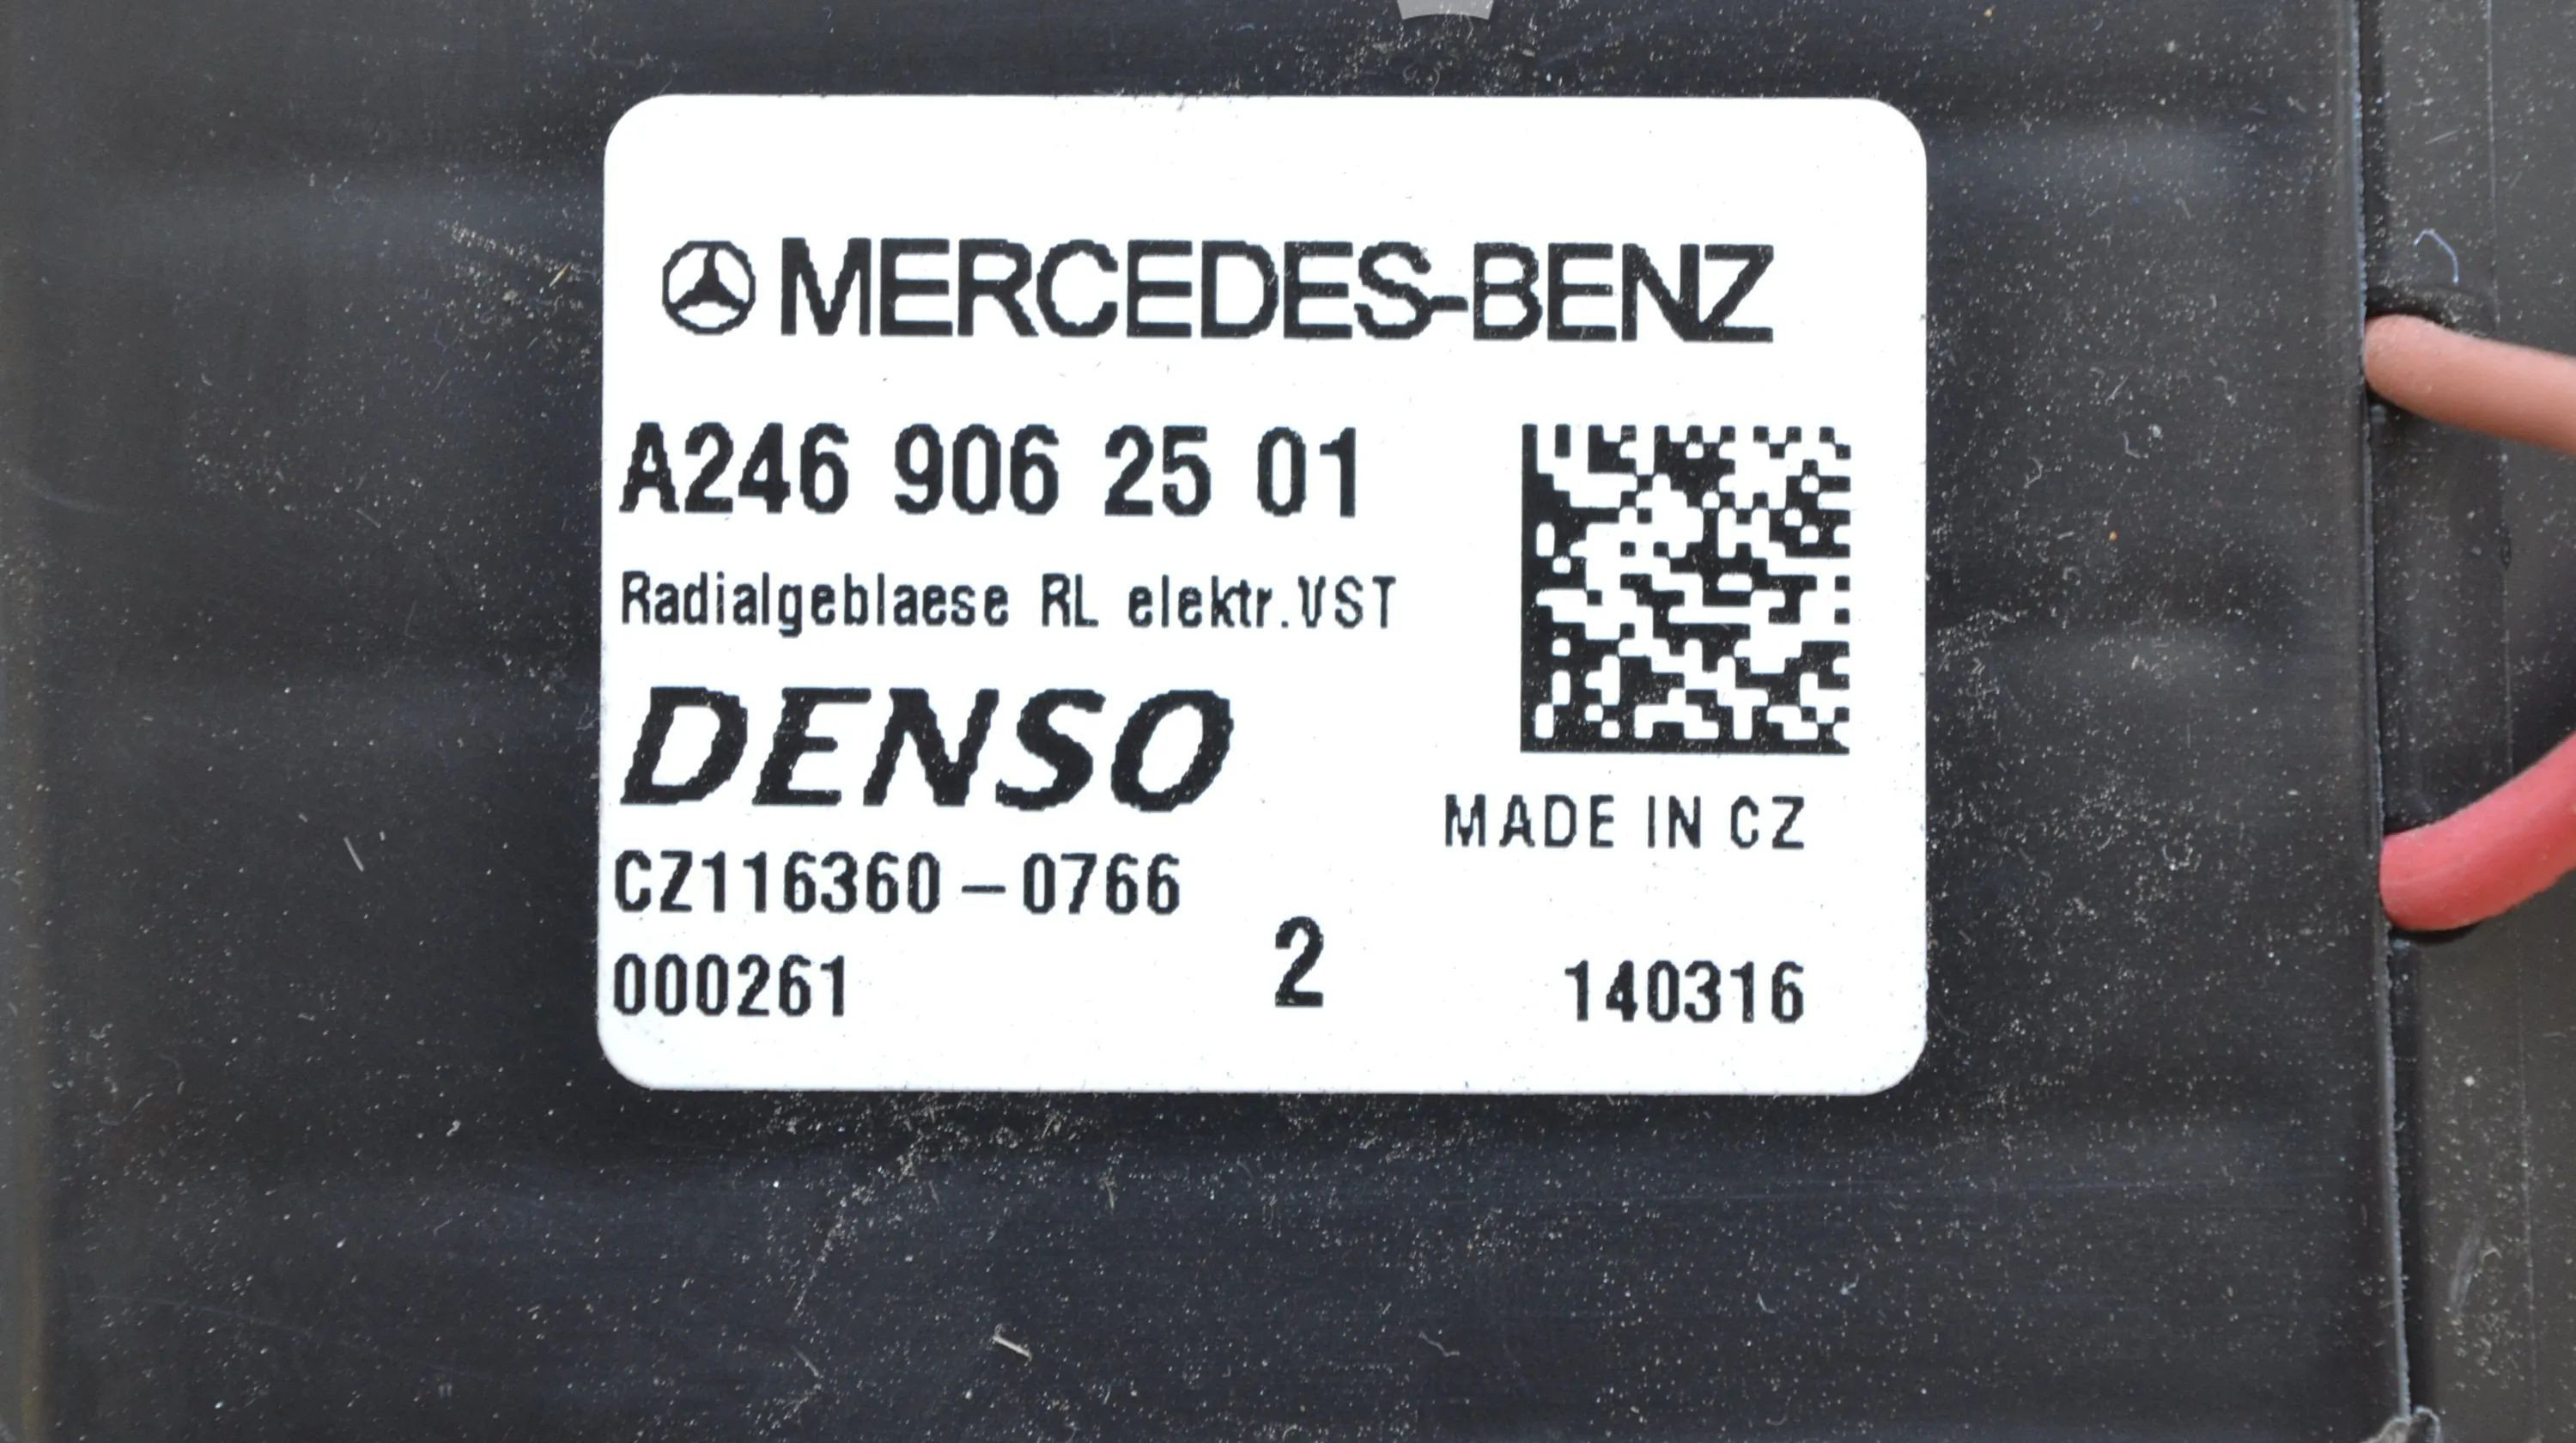 MERCEDES-BENZ
A246 906 25 01
Radialgeblaese RL elektr.VST
DENSO
MADE IN CZ
CZ116360-0766
000261 2 140316